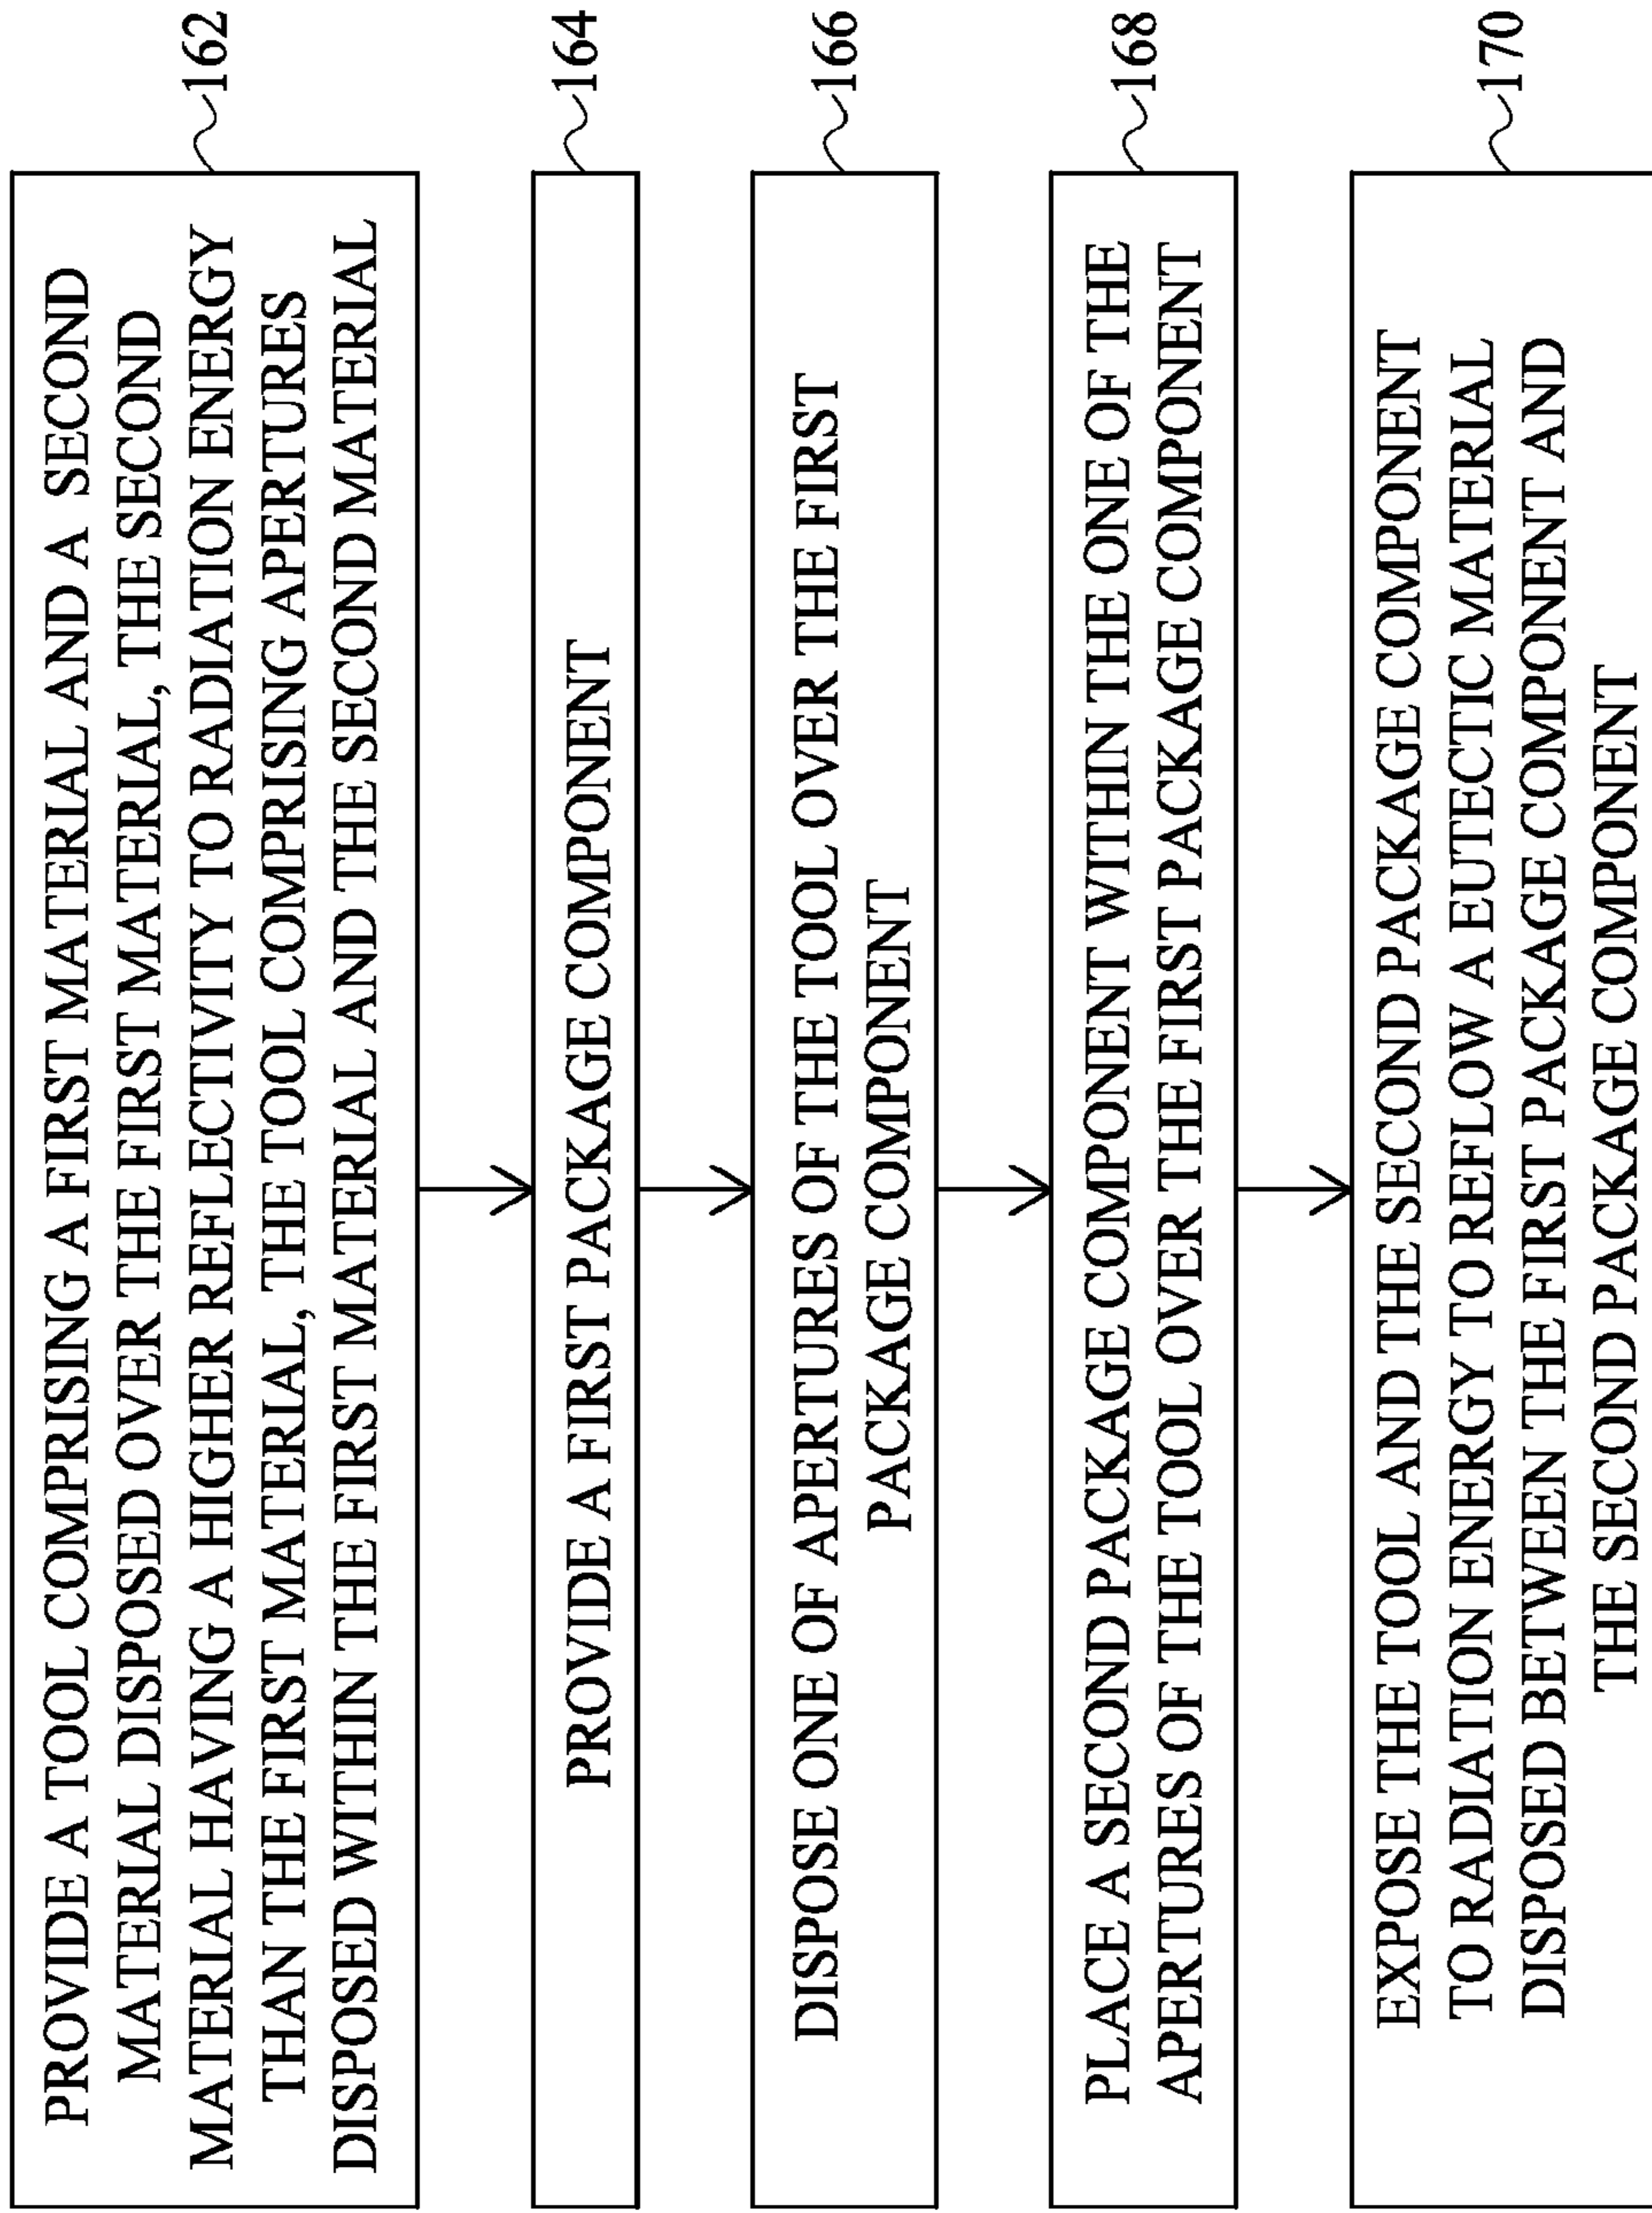 PROVIDE A TOOL COMPRISING A FIRST MATERIAL AND A SECOND
MATERIAL DISPOSED OVER THE FIRST MATERIAL, THE SECOND
MATERIAL HAVING A HIGHER REFLECTIVITY TO RADIATION ENERGY
THAN THE FIRST MATERIAL, THE TOOL COMPRISING APERTURES
DISPOSED WITHIN THE FIRST MATERIAL AND THE SECOND MATERIAL
162
PROVIDE A FIRST PACKAGE COMPONENT
164
DISPOSE ONE OF APERTURES OF THE TOOL OVER THE FIRST
PACKAGE COMPONENT
166
PLACE A SECOND PACKAGE COMPONENT WITHIN THE ONE OF THE
APERTURES OF THE TOOL OVER THE FIRST PACKAGE COMPONENT
168
EXPOSE THE TOOL AND THE SECOND PACKAGE COMPONENT
TO RADIATION ENERGY TO REFLOW A EUTECTIC MATERIAL
DISPOSED BETWEEN THE FIRST PACKAGE COMPONENT AND
THE SECOND PACKAGE COMPONENT
170